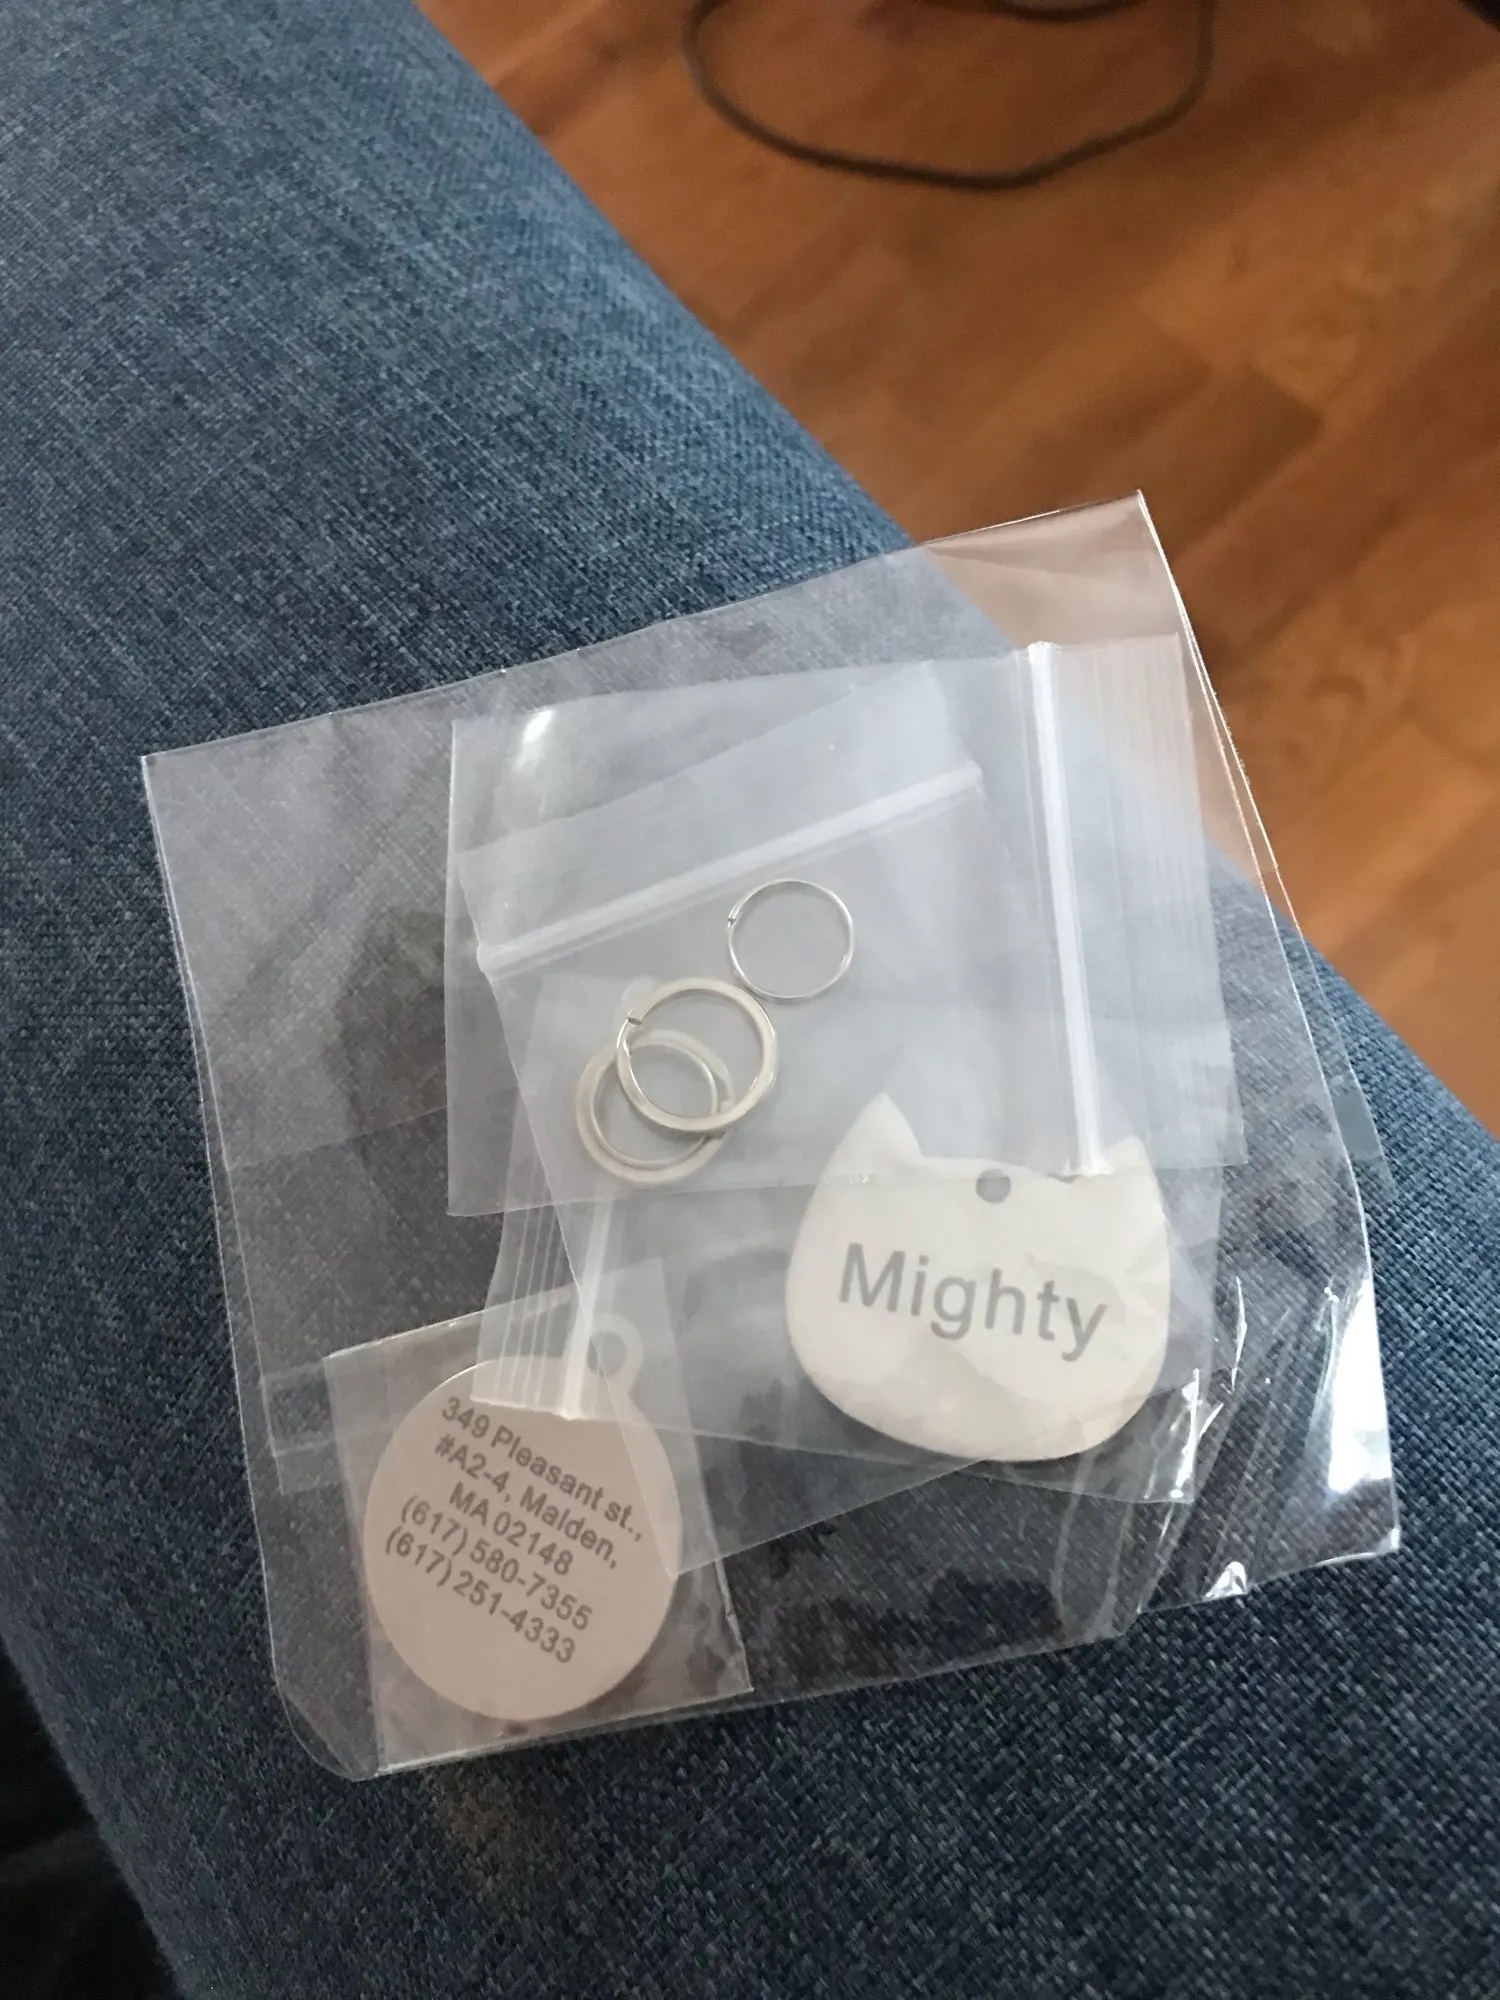 Mighty
349 Pleasant st.,
#A2-4, Malden,
MA 02148
(617) 580-7355
(617) 251-4333